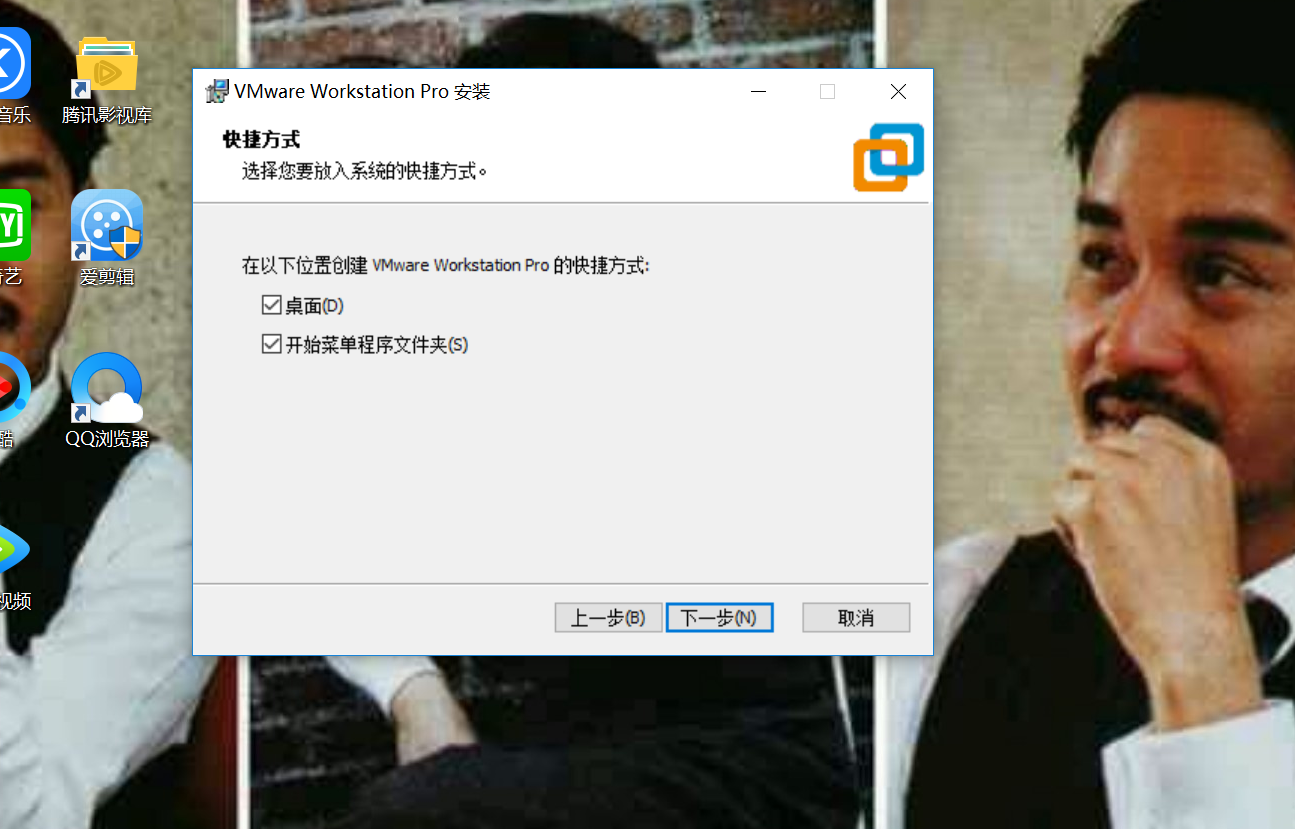 VMware Workstation Pro 安装
快捷方式
选择您要放入系统的快捷方式。
在以下位置创建 VMware Workstation Pro 的快捷方式:
桌面(D)
开始菜单程序文件夹(S)
上一步(B)
下一步(N)
取消
音乐
腾讯影视库
奇艺
爱剪辑
酷
QQ浏览器
视频